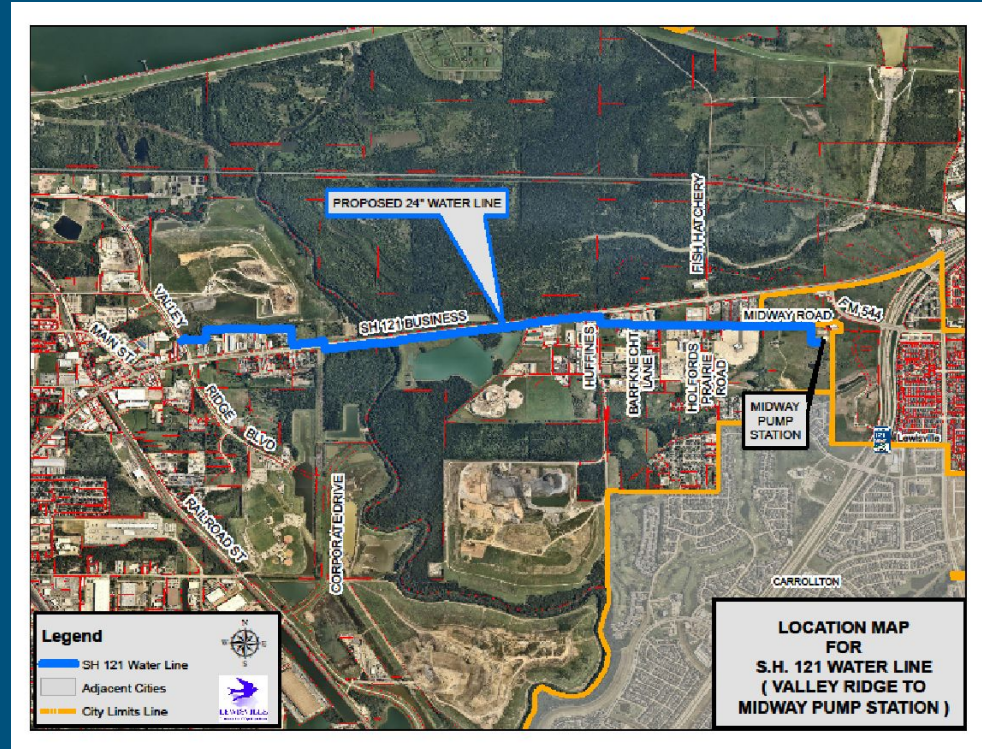 PROPOSED 24" WATER LINE
FISH HATCHERY
VALLEY
RIDGE
BLVD
MAIN ST
SH 121 BUSINESS
MIDWAY ROAD
FM 544
HUFFINES
BARFKNECHT
LANE
HOLFORDS
PRAIRIE
ROAD
MIDWAY
PUMP
STATION
Lewisville
RAILROAD ST
CORPORATE DRIVE
CARROLLTON
Legend
N
W
E
S
SH 121 Water Line
Adjacent Cities
City Limits Line
LEWISVILLE
LOCATION MAP
FOR
S.H. 121 WATER LINE
( VALLEY RIDGE TO
MIDWAY PUMP STATION )